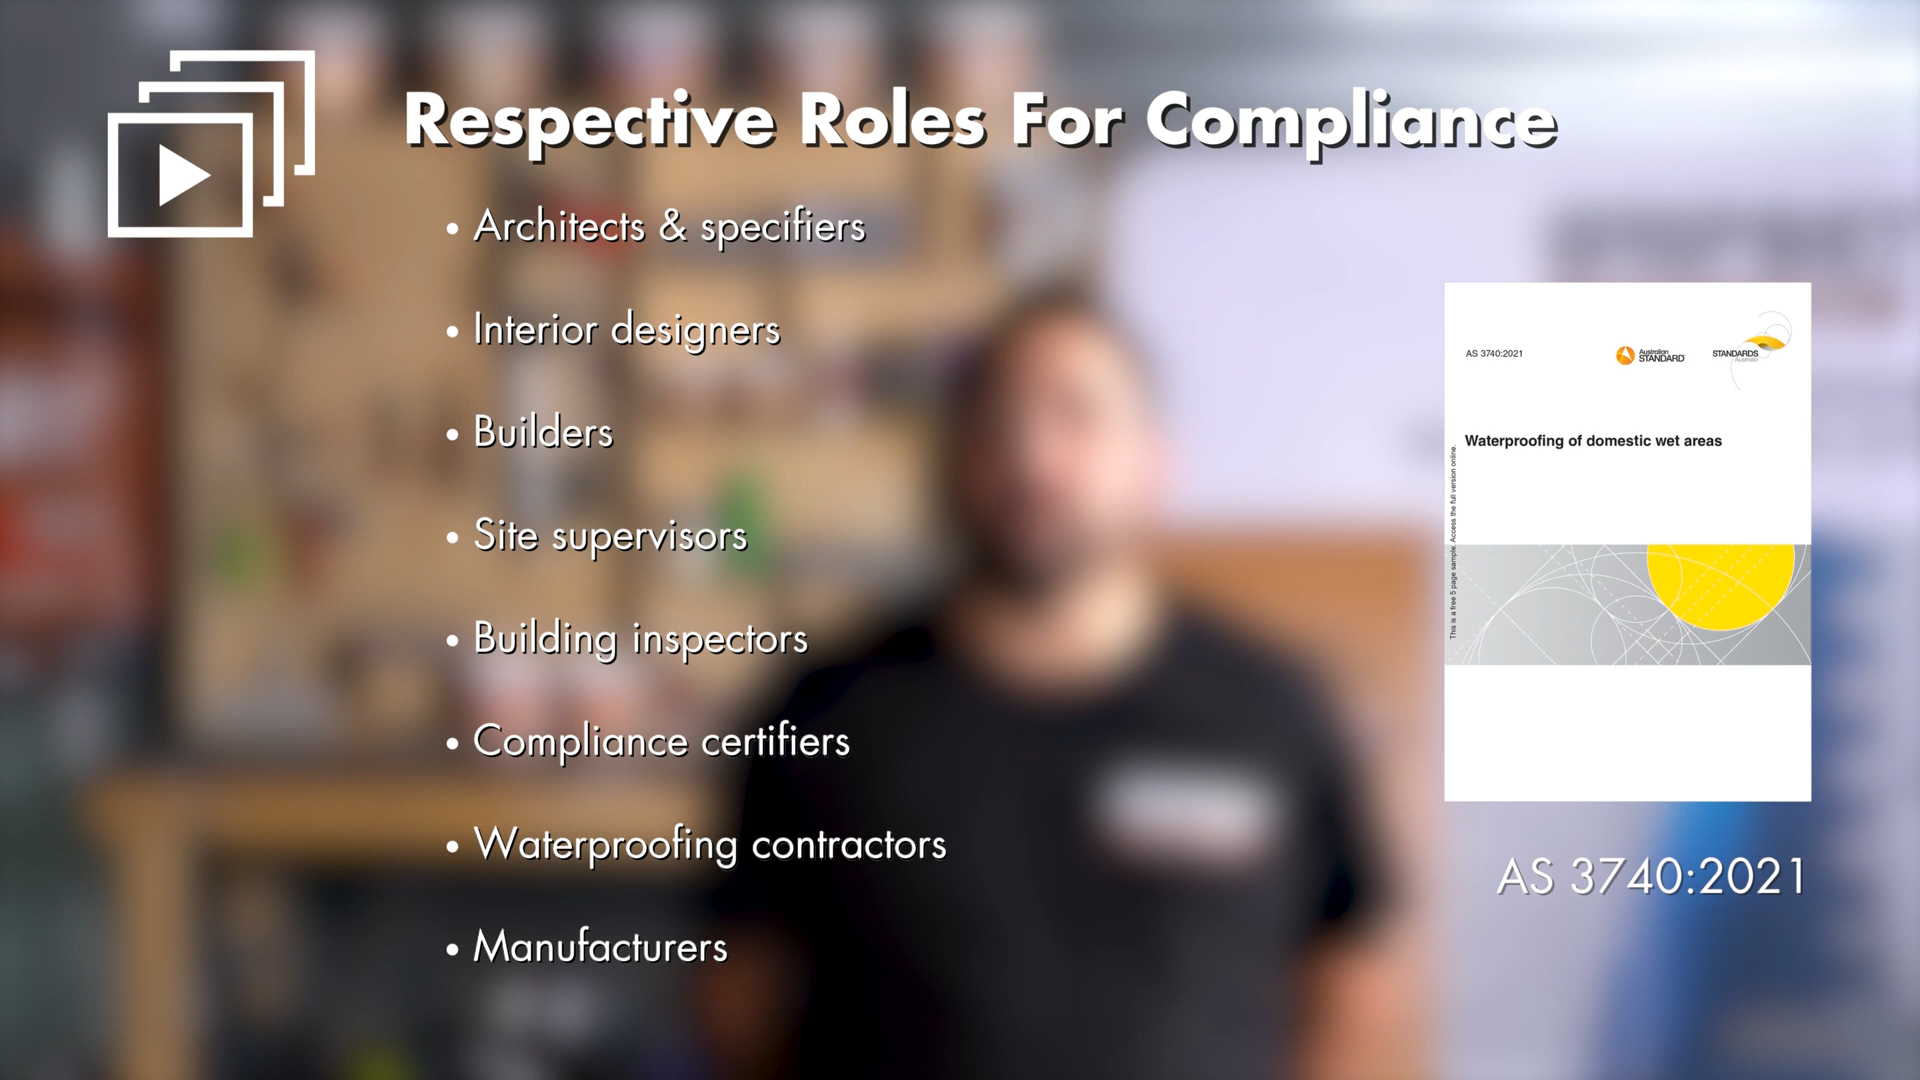 Respective Roles For Compliance
• Architects & specifiers
• Interior designers
• Builders
• Site supervisors
• Building inspectors
• Compliance certifiers
• Waterproofing contractors
• Manufacturers
AS 3740:2021
Australian
STANDARD
STANDARDS
Australia
Waterproofing of domestic wet areas
This is a free 5 page sample. Access the full version online.
AS 3740:2021